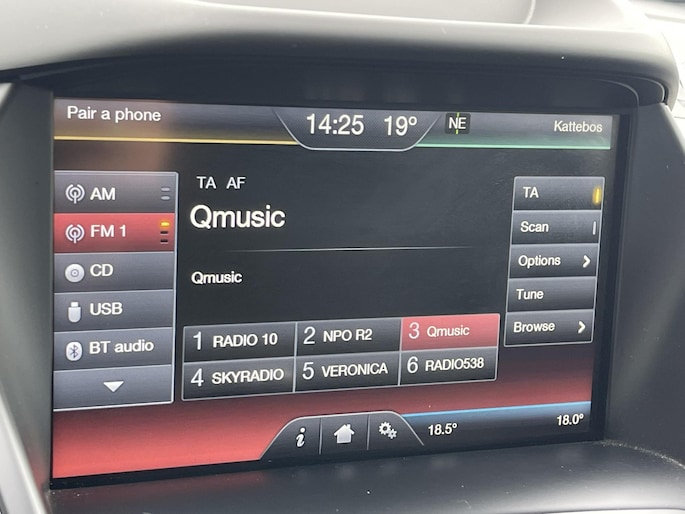 Pair a phone
14:25 19°
NE
Kattebos
AM
FM 1
CD
USB
BT audio
TA AF
Qmusic
Qmusic
1 RADIO 10
2 NPO R2
3 Qmusic
4 SKYRADIO
5 VERONICA
6 RADIO538
TA
Scan
Options
Tune
Browse
i
18.5°
18.0°